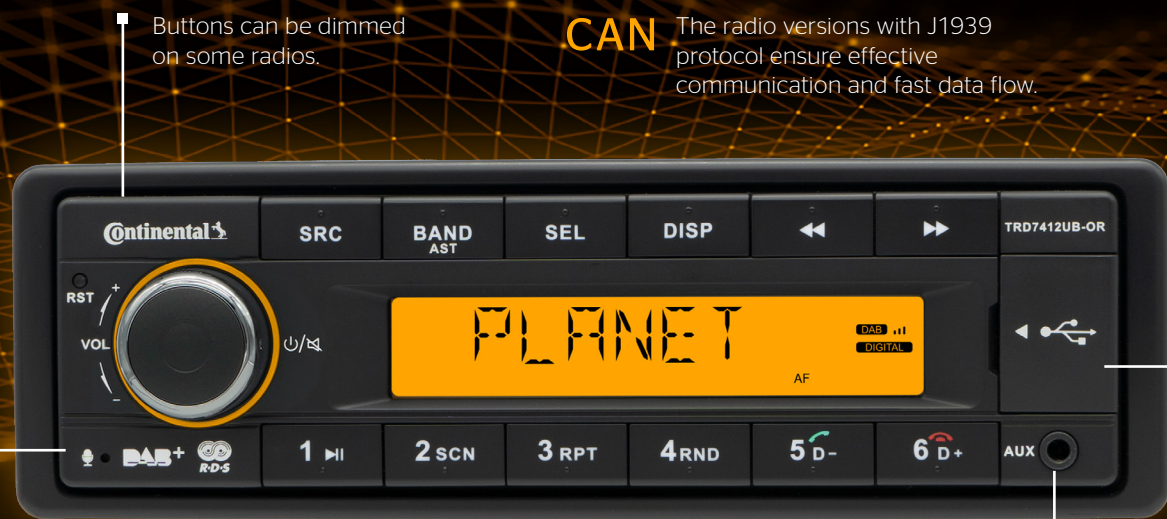 Buttons can be dimmed
on some radios.
CAN
The radio versions with J1939
protocol ensure effective
communication and fast data flow.
Continental
SRC
BAND
AST
SEL
DISP
TRD7412UB-OR
RST
+
VOL
-
PLANET
DAB
DIGITAL
AF
DAB+
R·D·S
1
2 SCN
3 RPT
4 RND
5 D-
6 D+
AUX